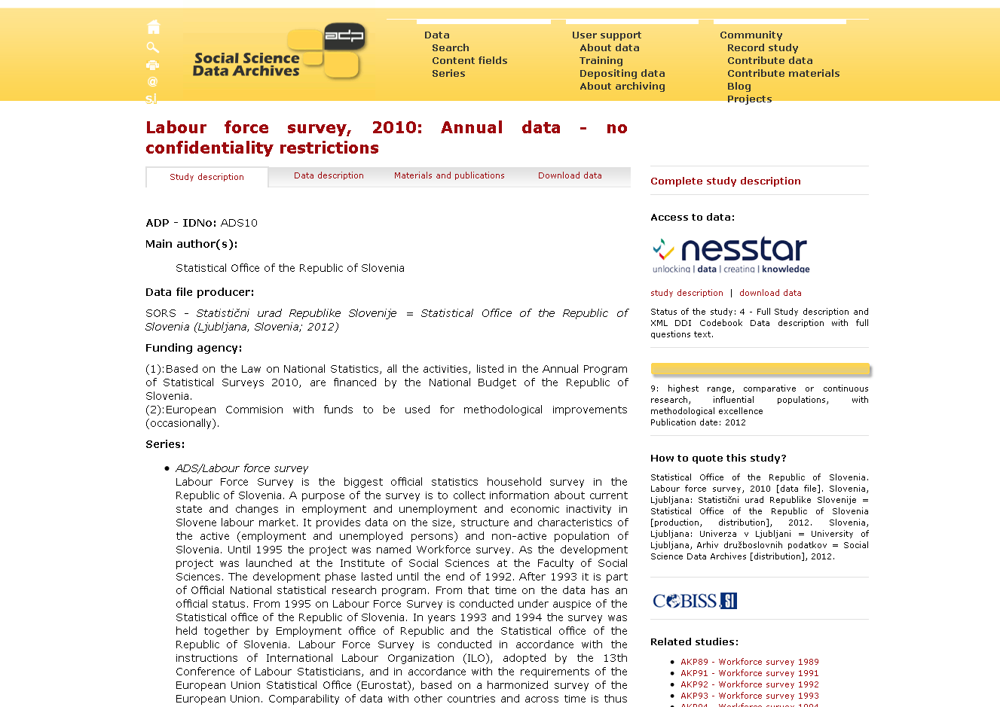 Social Science
Data Archives
adp
@
s|
Data
Search
Content fields
Series
User support
About data
Training
Depositing data
About archiving
Community
Record study
Contribute data
Contribute materials
Blog
Projects
Labour force survey, 2010: Annual data - no
confidentiality restrictions
Study description
Data description
Materials and publications
Download data
ADP - IDNo: ADS10
Main author(s):
Statistical Office of the Republic of Slovenia
Data file producer:
SORS - Statistični urad Republike Slovenije = Statistical Office of the Republic of
Slovenia (Ljubljana, Slovenia; 2012)
Funding agency:
(1):Based on the Law on National Statistics, all the activities, listed in the Annual Program
of Statistical Surveys 2010, are financed by the National Budget of the Republic of
Slovenia.
(2):European Commision with funds to be used for methodological improvements
(occasionally).
Series:
ADS/Labour force survey
Labour Force Survey is the biggest official statistics household survey in the
Republic of Slovenia. A purpose of the survey is to collect information about current
state and changes in employment and unemployment and economic inactivity in
Slovene labour market. It provides data on the size, structure and characteristics of
the active (employment and unemployed persons) and non-active population of
Slovenia. Until 1995 the project was named Workforce survey. As the development
project was launched at the Institute of Social Sciences at the Faculty of Social
Sciences. The development phase lasted until the end of 1992. After 1993 it is part
of Official National statistical research program. From that time on the data has an
official status. From 1995 on Labour Force Survey is conducted under auspice of the
Statistical office of the Republic of Slovenia. In years 1993 and 1994 the survey was
held together by Employment office of Republic and the Statistical office of the
Republic of Slovenia. Labour Force Survey is conducted in accordance with the
instructions of International Labour Organization (ILO), adopted by the 13th
Conference of Labour Statisticians, and in accordance with the requirements of the
European Union Statistical Office (Eurostat), based on a harmonized survey of the
European Union. Comparability of data with other countries and across time is thus
Complete study description
Access to data:
nesstar
unlocking | data | creating | knowledge
study description | download data
Status of the study: 4 - Full Study description and
XML DDI Codebook Data description with full
questions text.
9: highest range, comparative or continuous
research, influential populations, with
methodological excellence
Publication date: 2012
How to quote this study?
Statistical Office of the Republic of Slovenia.
Labour force survey, 2010 [data file]. Slovenia,
Ljubljana: Statistični urad Republike Slovenije =
Statistical Office of the Republic of Slovenia
[production, distribution], 2012. Slovenia,
Ljubljana: Univerza v Ljubljani = University of
Ljubljana, Arhiv družboslovnih podatkov = Social
Science Data Archives [distribution], 2012.
COBISS.SI
Related studies:
AKP89 - Workforce survey 1989
AKP91 - Workforce survey 1991
AKP92 - Workforce survey 1992
AKP93 - Workforce survey 1993
AKP94 - Workforce survey 1994